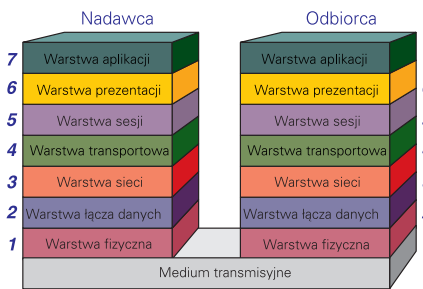 Nadawca Odbiorca
7 Warstwa aplikacji Warstwa aplikacji
6 Warstwa prezentacji Warstwa prezentacji
5 Warstwa sesji Warstwa sesji
4 Warstwa transportowa Warstwa transportowa
3 Warstwa sieci Warstwa sieci
2 Warstwa łącza danych Warstwa łącza danych
1 Warstwa fizyczna Warstwa fizyczna
Medium transmisyjne